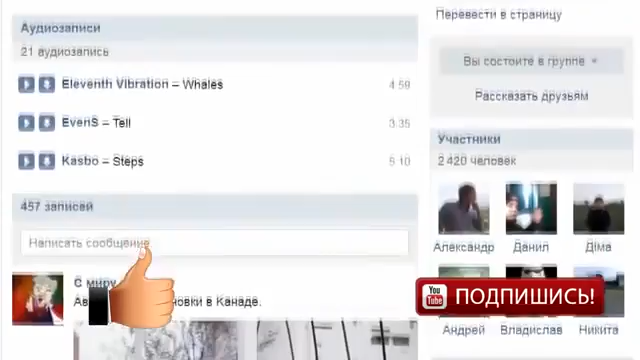 Аудиозаписи
21 аудиозапись
Eleventh Vibration – Whales 4:59
EvenS – Tell 3:35
Kasbo – Steps 5:10
457 записей
Написать сообщение
С миру
Ав новки в Канаде.
Перевести в страницу
Вы состоите в группе
Рассказать друзьям
Участники
2 420 человек
Александр Данил Діма
You Tube ПОДПИШИСЬ!
Андрей Владислав Никита